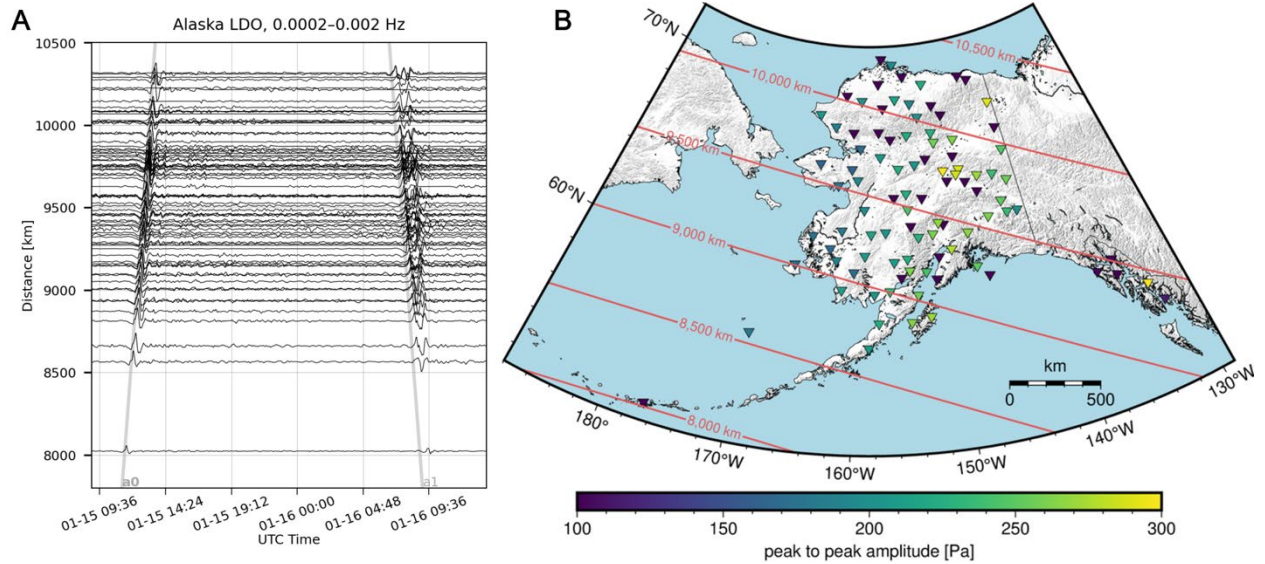 A
Alaska LDO, 0.0002–0.002 Hz
10500
10000
9500
9000
8500
8000
Distance [km]
a0
a1
01-15 09:36
01-15 14:24
01-15 19:12
01-16 00:00
01-16 04:48
01-16 09:36
UTC Time
B
70°N
60°N
10,500 km
10,000 km
9,500 km
9,000 km
8,500 km
8,000 km
km
0
500
180°
170°W
160°W
150°W
140°W
130°W
100
150
200
250
300
peak to peak amplitude [Pa]